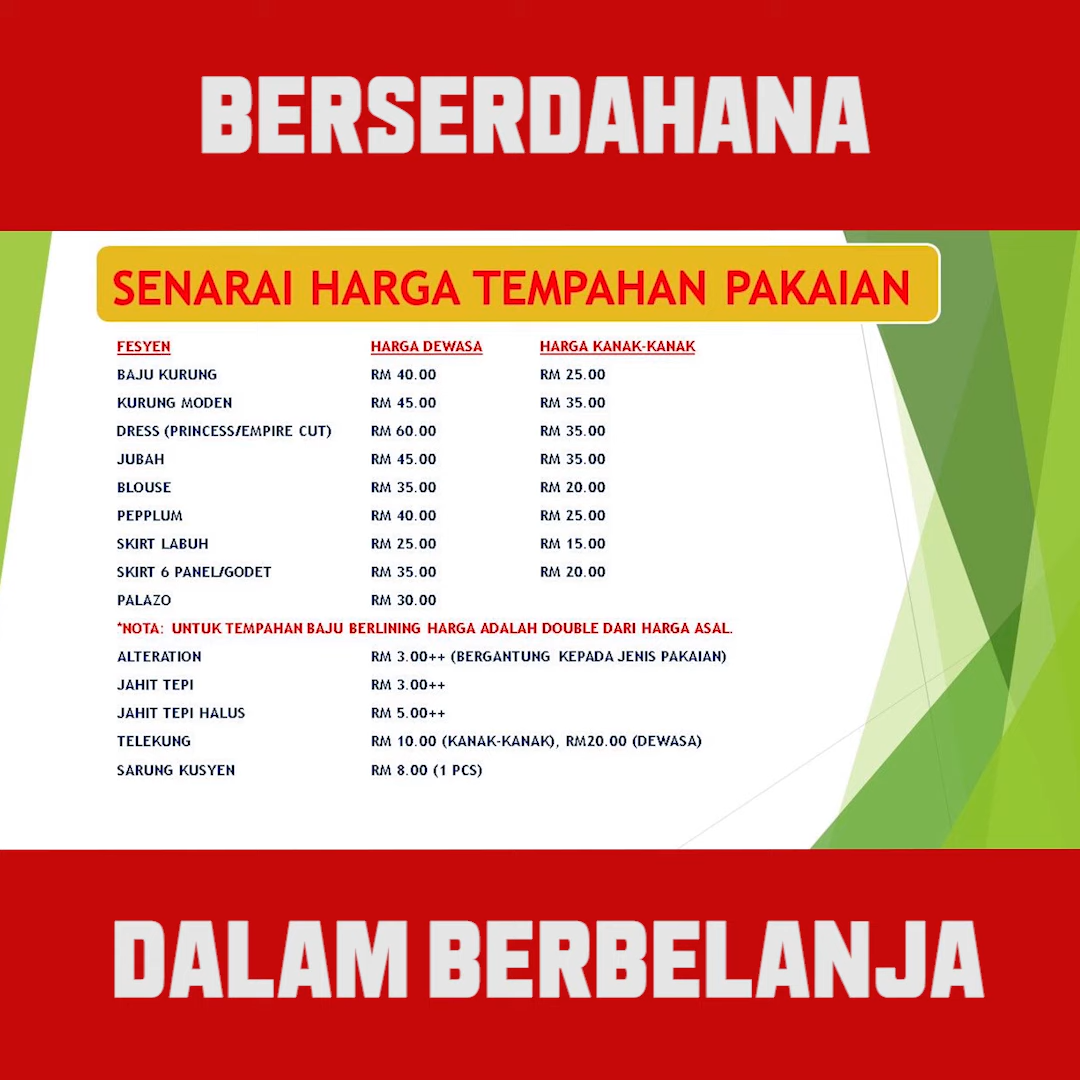 BERSERDAHANA
SENARAI HARGA TEMPAHAN PAKAIAN
FESYEN HARGA DEWASA HARGA KANAK-KANAK
BAJU KURUNG RM 40.00 RM 25.00
KURUNG MODEN RM 45.00 RM 35.00
DRESS (PRINCESS/EMPIRE CUT) RM 60.00 RM 35.00
JUBAH RM 45.00 RM 35.00
BLOUSE RM 35.00 RM 20.00
PEPPLUM RM 40.00 RM 25.00
SKIRT LABUH RM 25.00 RM 15.00
SKIRT 6 PANEL/GODET RM 35.00 RM 20.00
PALAZO RM 30.00
*NOTA: UNTUK TEMPAHAN BAJU BERLINING HARGA ADALAH DOUBLE DARI HARGA ASAL.
ALTERATION RM 3.00++ (BERGANTUNG KEPADA JENIS PAKAIAN)
JAHIT TEPI RM 3.00++
JAHIT TEPI HALUS RM 5.00++
TELEKUNG RM 10.00 (KANAK-KANAK), RM20.00 (DEWASA)
SARUNG KUSYEN RM 8.00 (1 PCS)
DALAM BERBELANJA